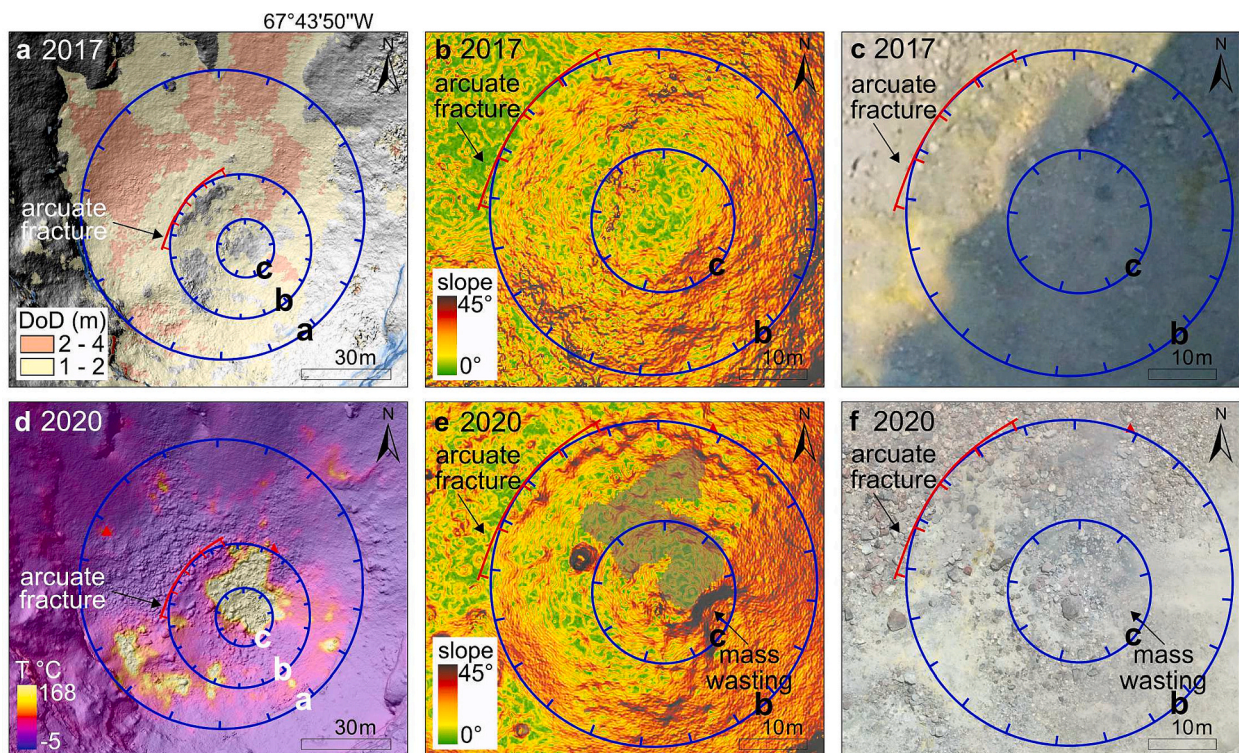 67°43'50"W
a 2017
N
arcuate
fracture
c
b
a
DoD (m)
2 - 4
1 - 2
30m
b 2017
N
arcuate
fracture
c
b
slope
45°
0°
10m
c 2017
N
arcuate
fracture
c
b
10m
d 2020
N
arcuate
fracture
c
b
a
T °C
168
-5
30m
e 2020
N
arcuate
fracture
c
mass
wasting
b
slope
45°
0°
10m
f 2020
N
arcuate
fracture
c
mass
wasting
b
10m